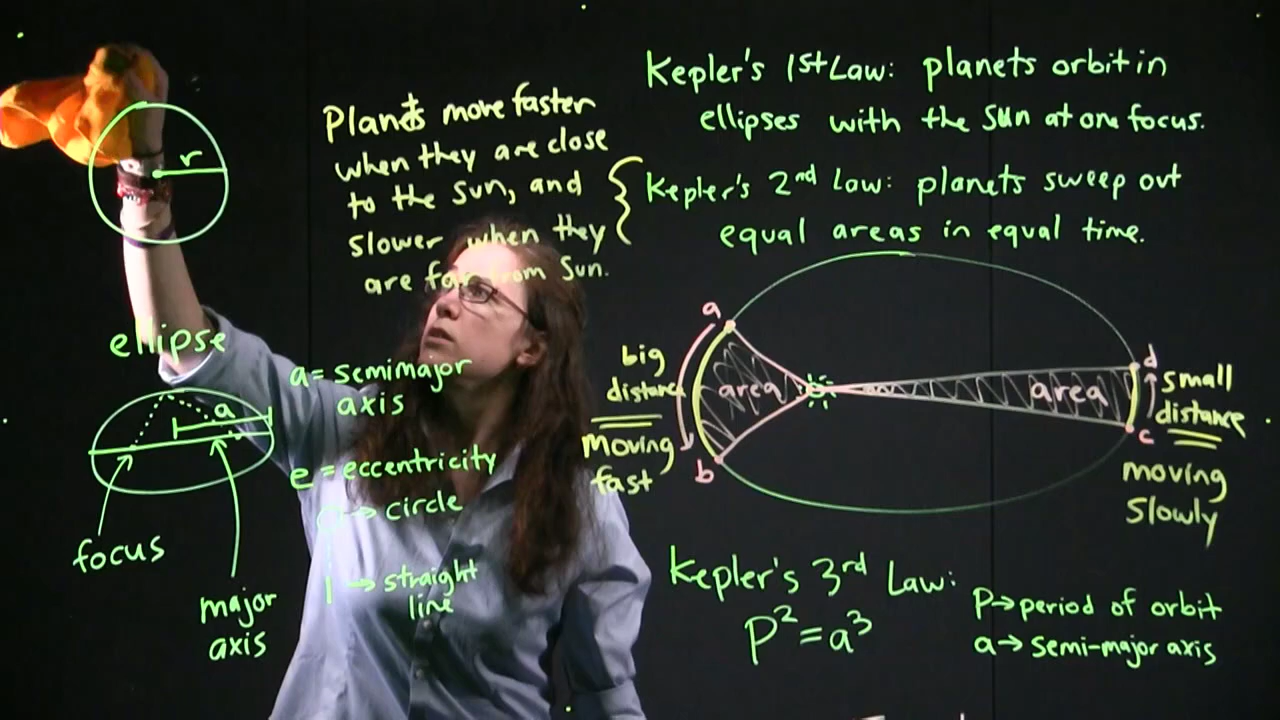 r
ellipse
a
focus
major
axis
Planets more faster
when they are close
to the sun, and
slower when they
are far from Sun.
a = semimajor
axis
e = eccentricity
0 → circle
1 → straight
line
Kepler's 1st Law: planets orbit in
ellipses with the sun at one focus.
Kepler's 2nd Law: planets sweep out
equal areas in equal time.
a
big
distance
moving
fast
b
area
area
d
small
distance
c
moving
slowly
Kepler's 3rd Law:
P² = a³
P → period of orbit
a → semi-major axis